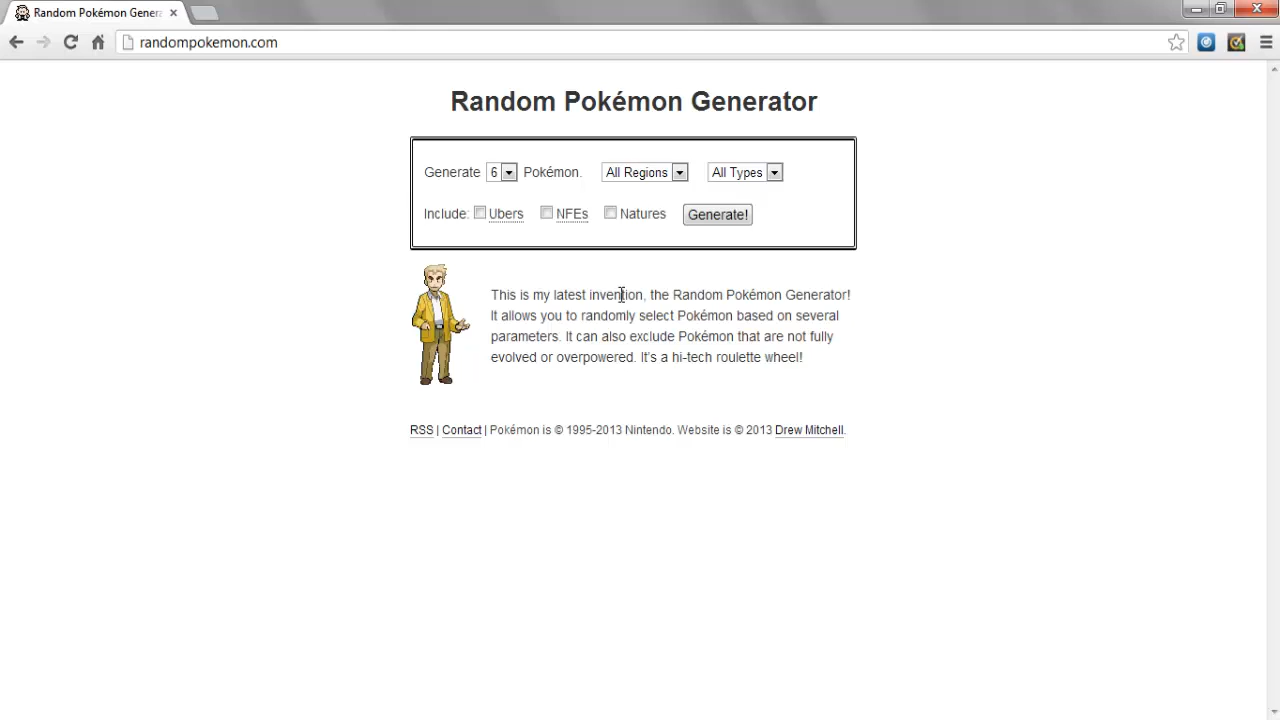 Random Pokémon Genera
randompokemon.com
Random Pokémon Generator
Generate 6 Pokémon. All Regions All Types
Include: Ubers NFEs Natures Generate!
This is my latest invention, the Random Pokémon Generator!
It allows you to randomly select Pokémon based on several
parameters. It can also exclude Pokémon that are not fully
evolved or overpowered. It's a hi-tech roulette wheel!
RSS | Contact | Pokémon is © 1995-2013 Nintendo. Website is © 2013 Drew Mitchell.